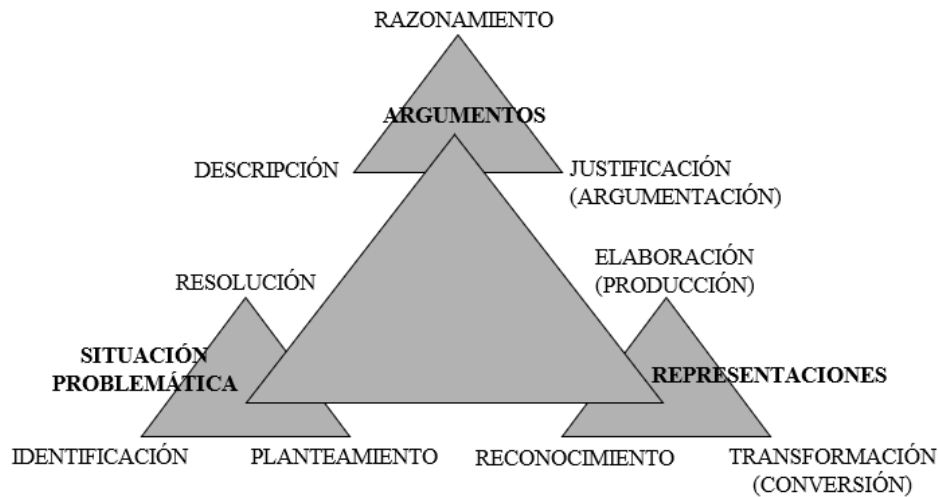 RAZONAMIENTO
ARGUMENTOS
DESCRIPCIÓN
JUSTIFICACIÓN
(ARGUMENTACIÓN)
ELABORACIÓN
(PRODUCCIÓN)
RESOLUCIÓN
SITUACIÓN
PROBLEMÁTICA
REPRESENTACIONES
IDENTIFICACIÓN
PLANTEAMIENTO
RECONOCIMIENTO
TRANSFORMACIÓN
(CONVERSIÓN)